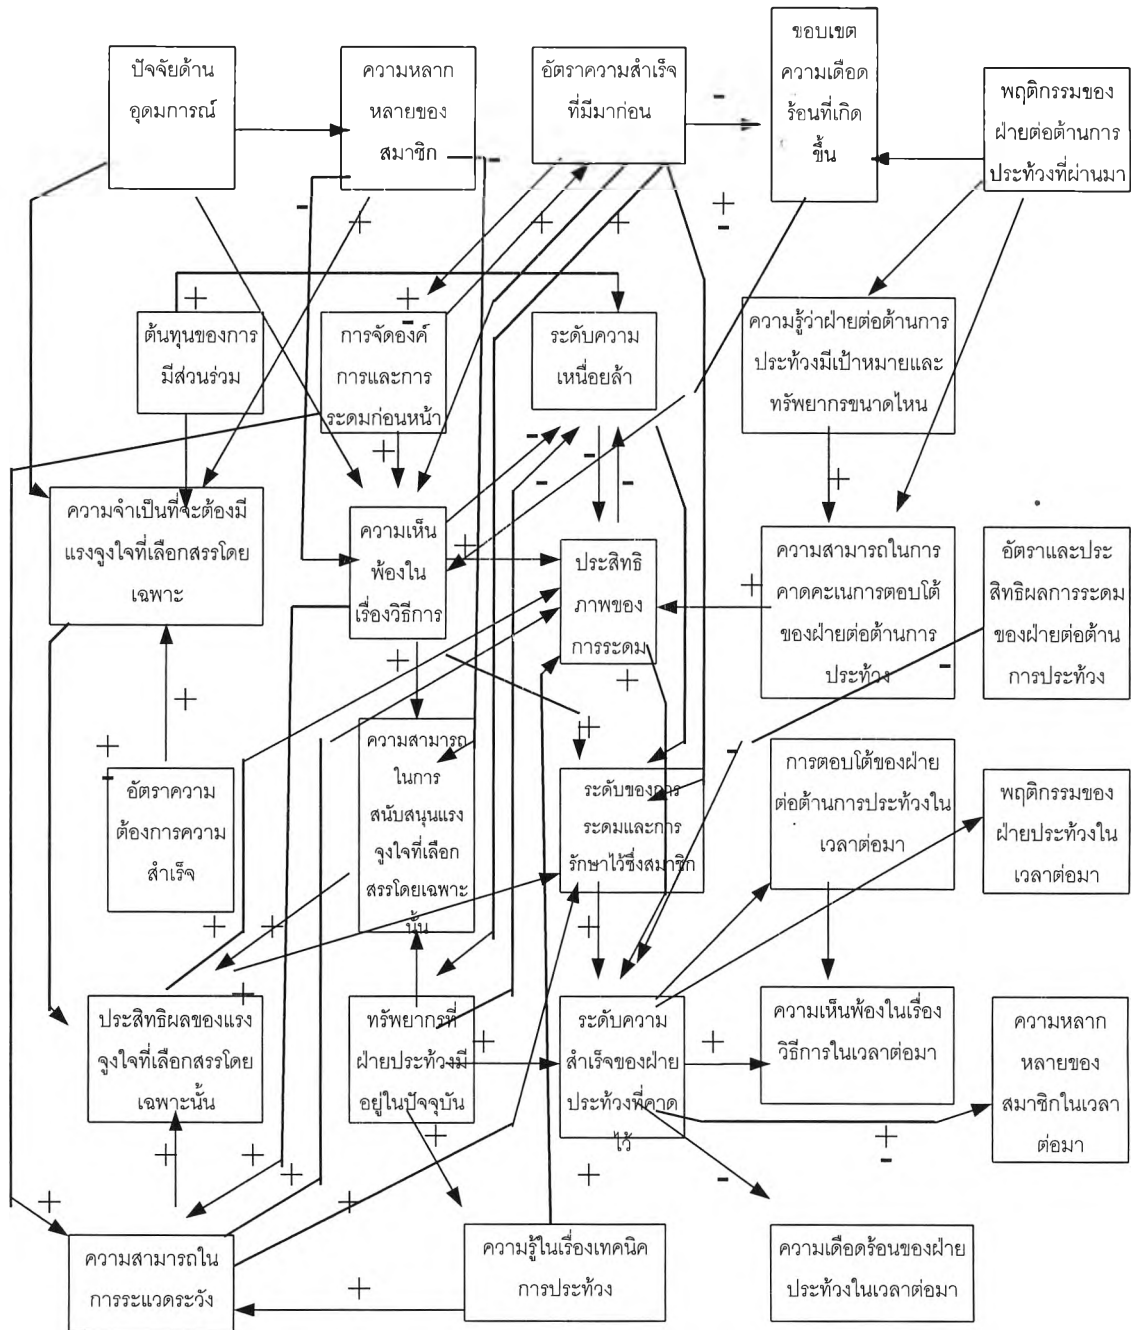 ปัจจัยด้าน
อุดมการณ์
ความหลาก
หลายของ
สมาชิก
อัตราความสำเร็จ
ที่มีมาก่อน
ขอบเขต
ความเดือด
ร้อนที่เกิด
ขึ้น
พฤติกรรมของ
ฝ่ายต่อต้านการ
ประท้วงที่ผ่านมา
ต้นทุนของการ
มีส่วนร่วม
การจัดองค์
การและการ
ระดมก่อนหน้า
ระดับความ
เหนื่อยล้า
ความรู้ว่าฝ่ายต่อต้านการ
ประท้วงมีเป้าหมายและ
ทรัพยากรขนาดไหน
ความจำเป็นที่จะต้องมี
แรงจูงใจที่เลือกสรรโดย
เฉพาะ
ความเห็น
พ้องใน
เรื่องวิธีการ
ประสิทธิ
ภาพของ
การระดม
ความสามารถในการ
คาดคะเนการตอบโต้
ของฝ่ายต่อต้านการ
ประท้วง
อัตราและประ
สิทธิผลการระดม
ของฝ่ายต่อต้าน
การประท้วง
อัตราความ
ต้องการความ
สำเร็จ
ความสามารถ
ในการ
สนับสนุนแรง
จูงใจที่เลือก
สรรโดยเฉพาะ
นั้น
ระดับของการ
ระดมและการ
รักษาไว้ซึ่งสมาชิก
การตอบโต้ของฝ่าย
ต่อต้านการประท้วงใน
เวลาต่อมา
พฤติกรรมของ
ฝ่ายประท้วงใน
เวลาต่อมา
ประสิทธิผลของแรง
จูงใจที่เลือกสรรโดย
เฉพาะนั้น
ทรัพยากรที่
ฝ่ายประท้วงมี
อยู่ในปัจจุบัน
ระดับความ
สำเร็จของฝ่าย
ประท้วงที่คาด
ไว้
ความเห็นพ้องในเรื่อง
วิธีการในเวลาต่อมา
ความหลาก
หลายของ
สมาชิกในเวลา
ต่อมา
ความสามารถใน
การระแวดระวัง
ความรู้ในเรื่องเทคนิค
การประท้วง
ความเดือดร้อนของฝ่าย
ประท้วงในเวลาต่อมา